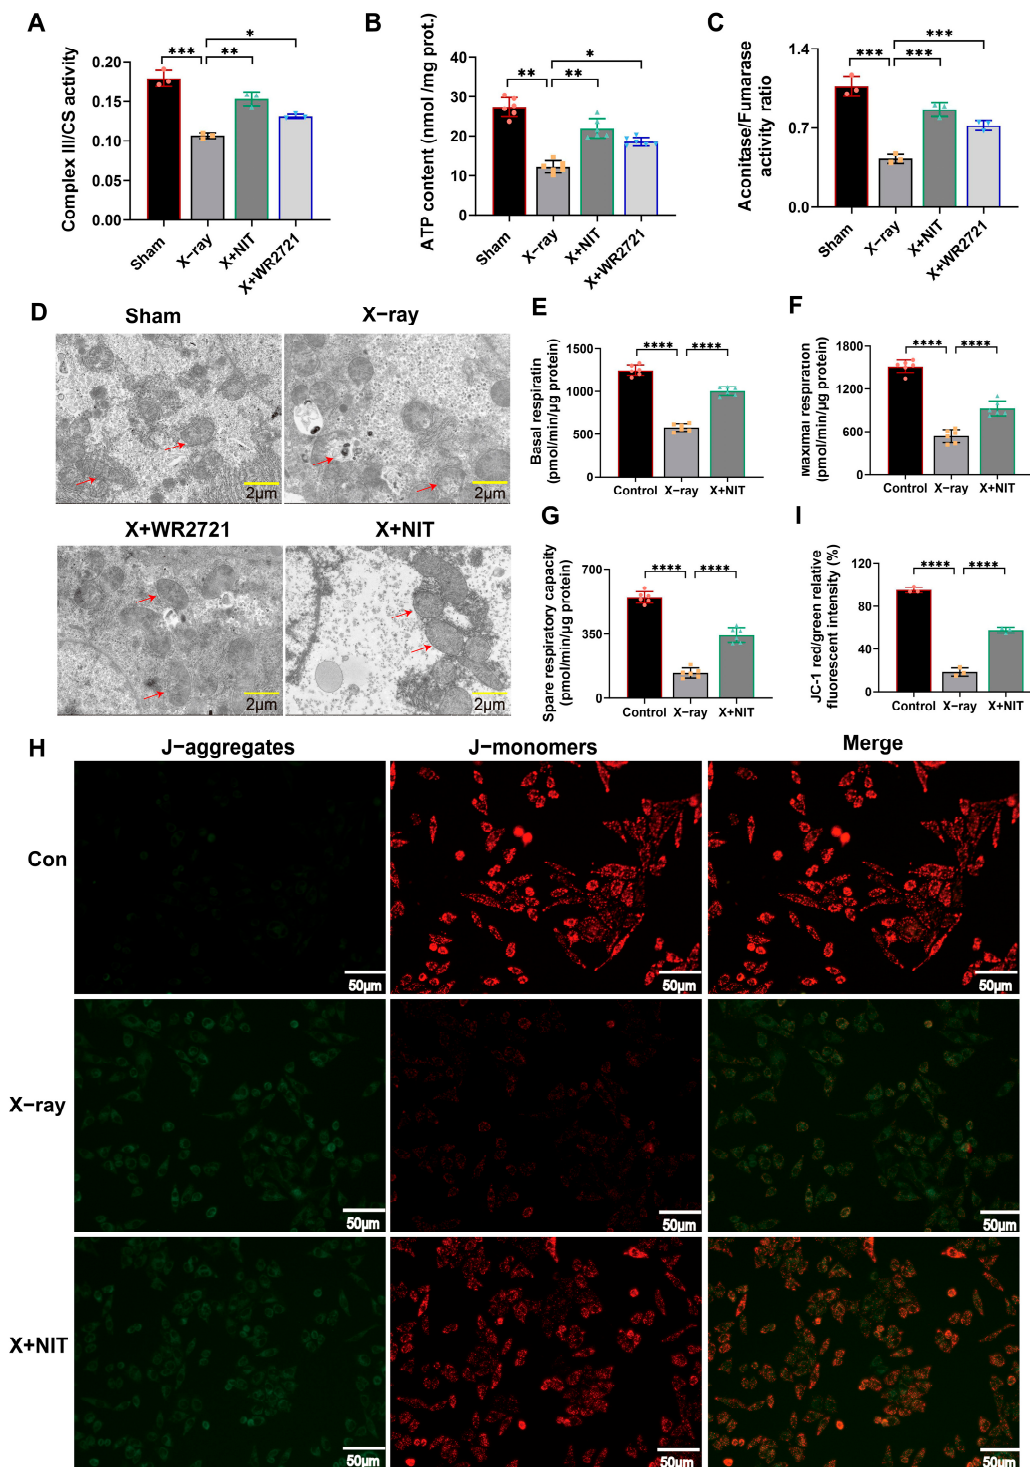 A
Complex II/CS activity
0.20
0.15
0.10
0.05
0.00
***
**
*
Sham
X−ray
X+NIT
X+WR2721
B
ATP content (nmol /mg prot.)
40
30
20
10
0
**
**
*
Sham
X−ray
X+NIT
X+WR2721
C
Aconitase/Fumarase
activity ratio
1.4
0.7
0.0
***
***
***
Sham
X−ray
X+NIT
X+WR2721
D
Sham
X−ray
2μm
2μm
X+WR2721
X+NIT
2μm
2μm
E
Basal respiratin
(pmol/min/μg protein)
1500
1000
500
0
****
****
Control
X−ray
X+NIT
F
Maximal respiration
(pmol/min/μg protein)
1800
1200
600
0
****
****
Control
X−ray
X+NIT
G
Spare respiratory capacity
(pmol/min/μg protein)
700
350
0
****
****
Control
X−ray
X+NIT
I
JC-1 red/green relative
fluorescent intensity (%)
120
80
40
0
****
****
Control
X−ray
X+NIT
H
J−aggregates
J−monomers
Merge
Con
50μm
50μm
50μm
X−ray
50μm
50μm
50μm
X+NIT
50μm
50μm
50μm